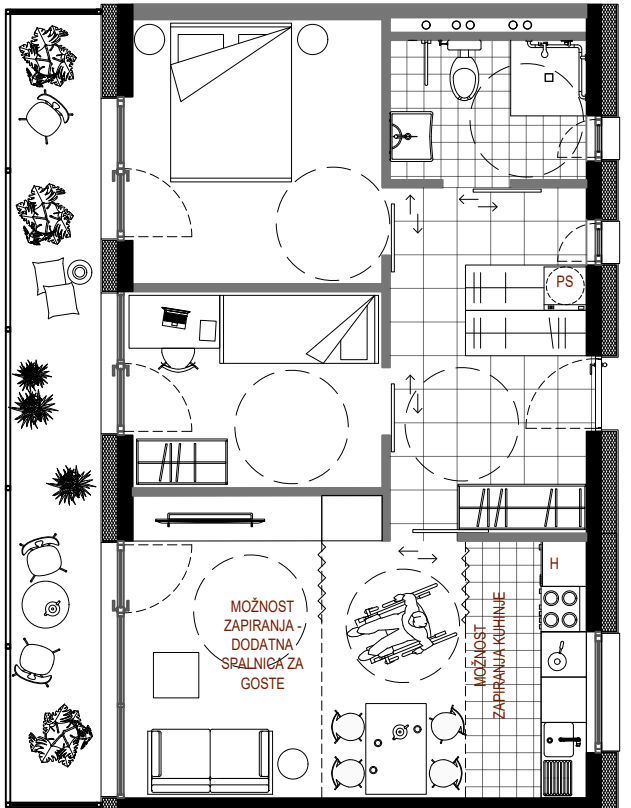 PS
H
MOŽNOST
ZAPIRANJA -
DODATNA
SPALNICA ZA
GOSTE
MOŽNOST
ZAPIRANJA KUHINJE